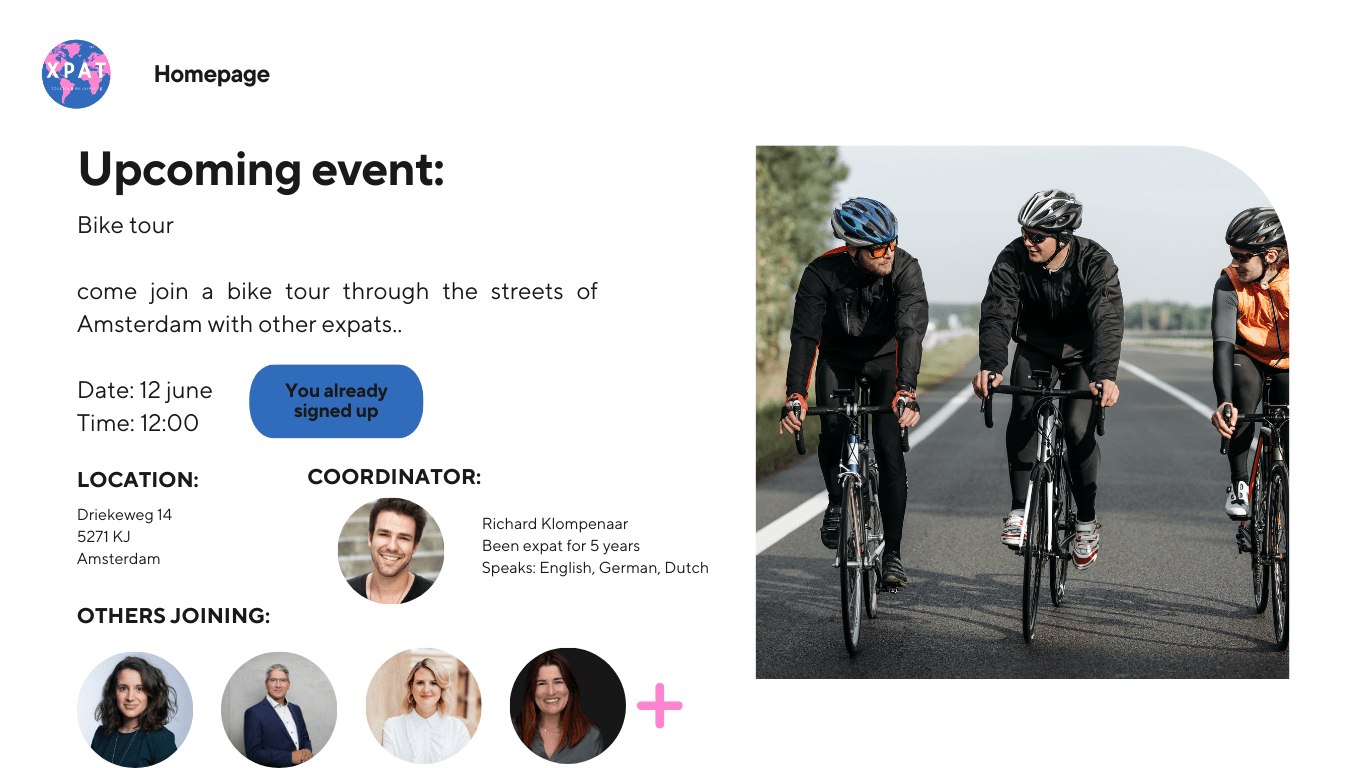 XPAT
Homepage
Upcoming event:
Bike tour
come join a bike tour through the streets of
Amsterdam with other expats..
Date: 12 june
Time: 12:00
You already
signed up
LOCATION:
Driekeweg 14
5271 KJ
Amsterdam
COORDINATOR:
Richard Klompenaar
Been expat for 5 years
Speaks: English, German, Dutch
OTHERS JOINING: